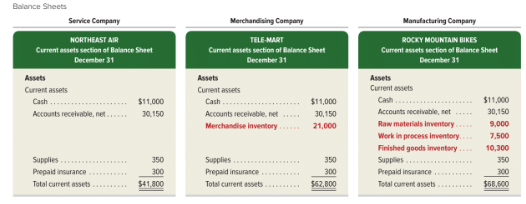 Balance Sheets
Service Company
NORTHEAST AIR
Current assets section of Balance Sheet
December 31
Assets
Current assets
Cash ..................... $11,000
Accounts receivable, net ...... 30,150
Supplies ................... 350
Prepaid insurance ............ 300
Total current assets .......... $41,800
Merchandising Company
TELE-MART
Current assets section of Balance Sheet
December 31
Assets
Current assets
Cash ..................... $11,000
Accounts receivable, net ..... 30,150
Merchandise inventory ...... 21,000
Supplies ................... 350
Prepaid insurance ............ 300
Total current assets .......... $62,800
Manufacturing Company
ROCKY MOUNTAIN BIKES
Current assets section of Balance Sheet
December 31
Assets
Current assets
Cash ..................... $11,000
Accounts receivable, net ..... 30,150
Raw materials inventory ..... 9,000
Work in process inventory .... 7,500
Finished goods inventory .... 10,300
Supplies ................... 350
Prepaid insurance ............ 300
Total current assets .......... $68,600